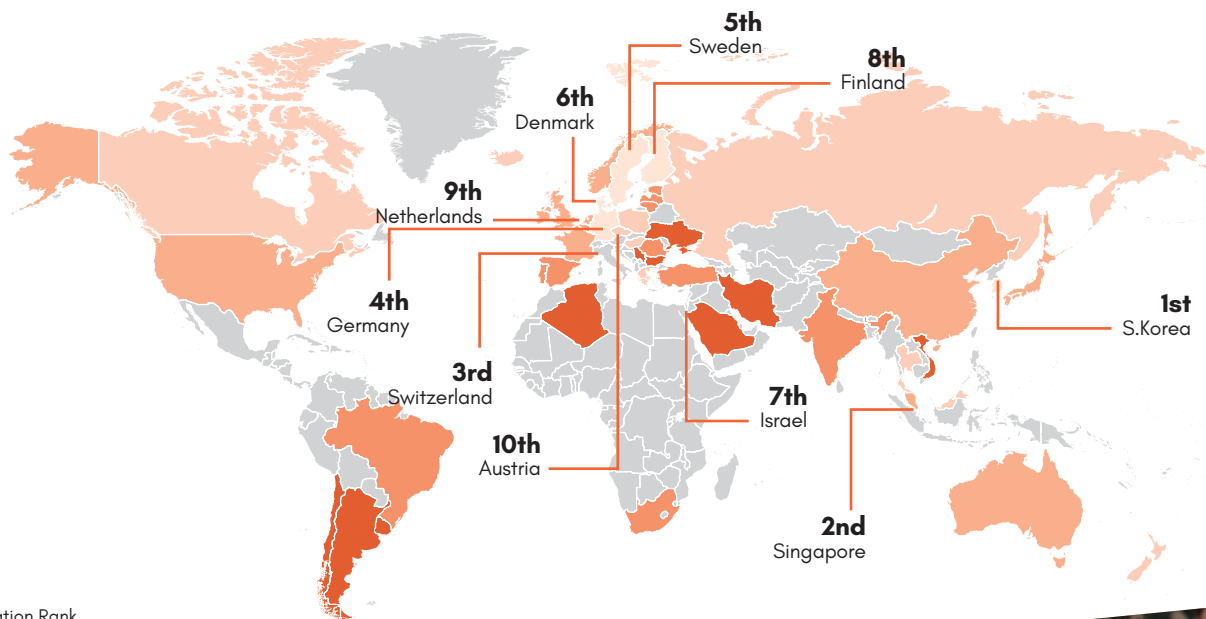 5th
Sweden
8th
Finland
6th
Denmark
9th
Netherlands
4th
Germany
1st
S.Korea
3rd
Switzerland
7th
Israel
10th
Austria
2nd
Singapore
Rank